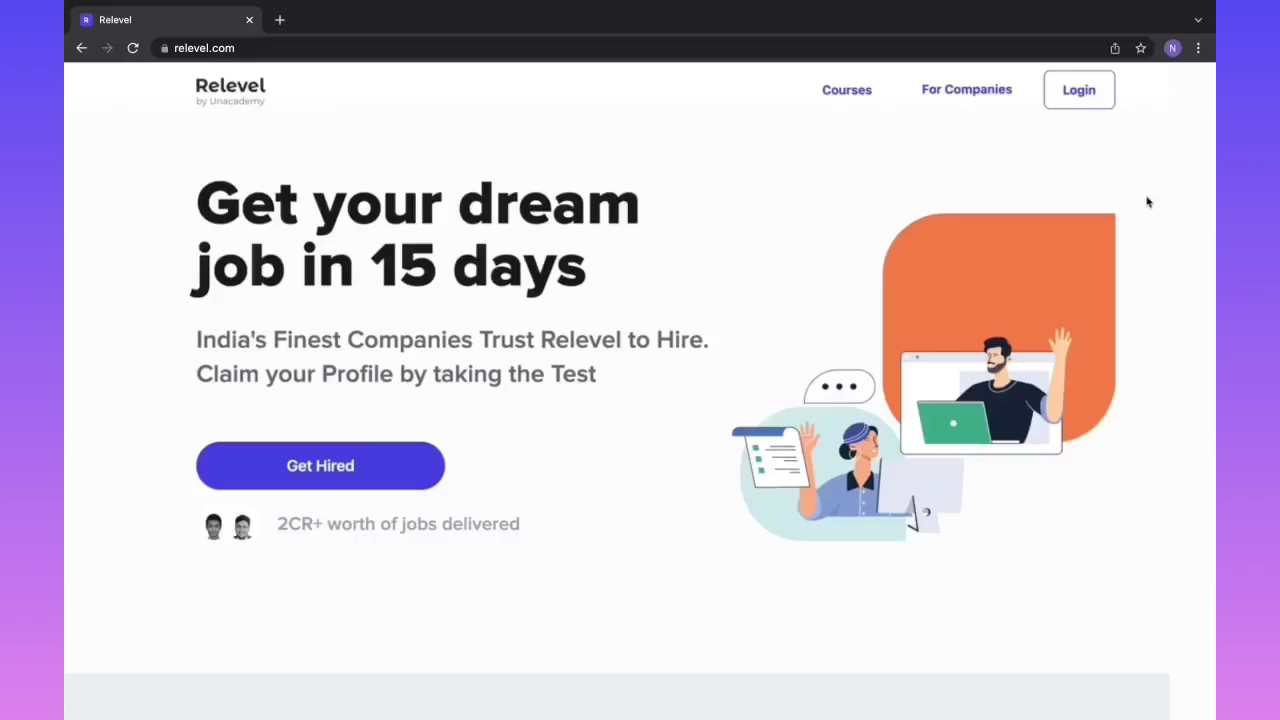 Relevel
relevel.com
N
Relevel
by Unacademy
Courses
For Companies
Login
Get your dream
job in 15 days
India's Finest Companies Trust Relevel to Hire.
Claim your Profile by taking the Test
Get Hired
2CR+ worth of jobs delivered